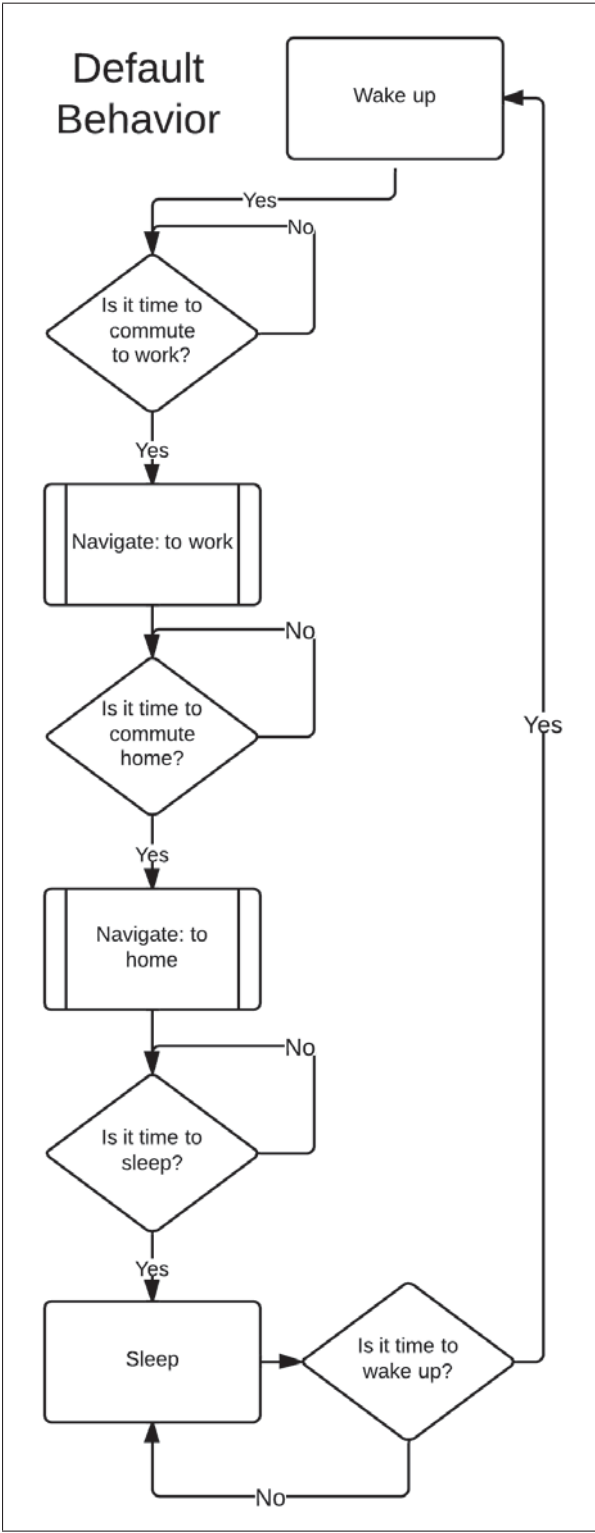 Default
Behavior
Wake up
Yes
No
Is it time to
commute
to work?
Yes
Navigate: to work
No
Is it time to
commute
home?
Yes
Yes
Navigate: to
home
No
Is it time to
sleep?
Yes
Sleep
Is it time to
wake up?
No